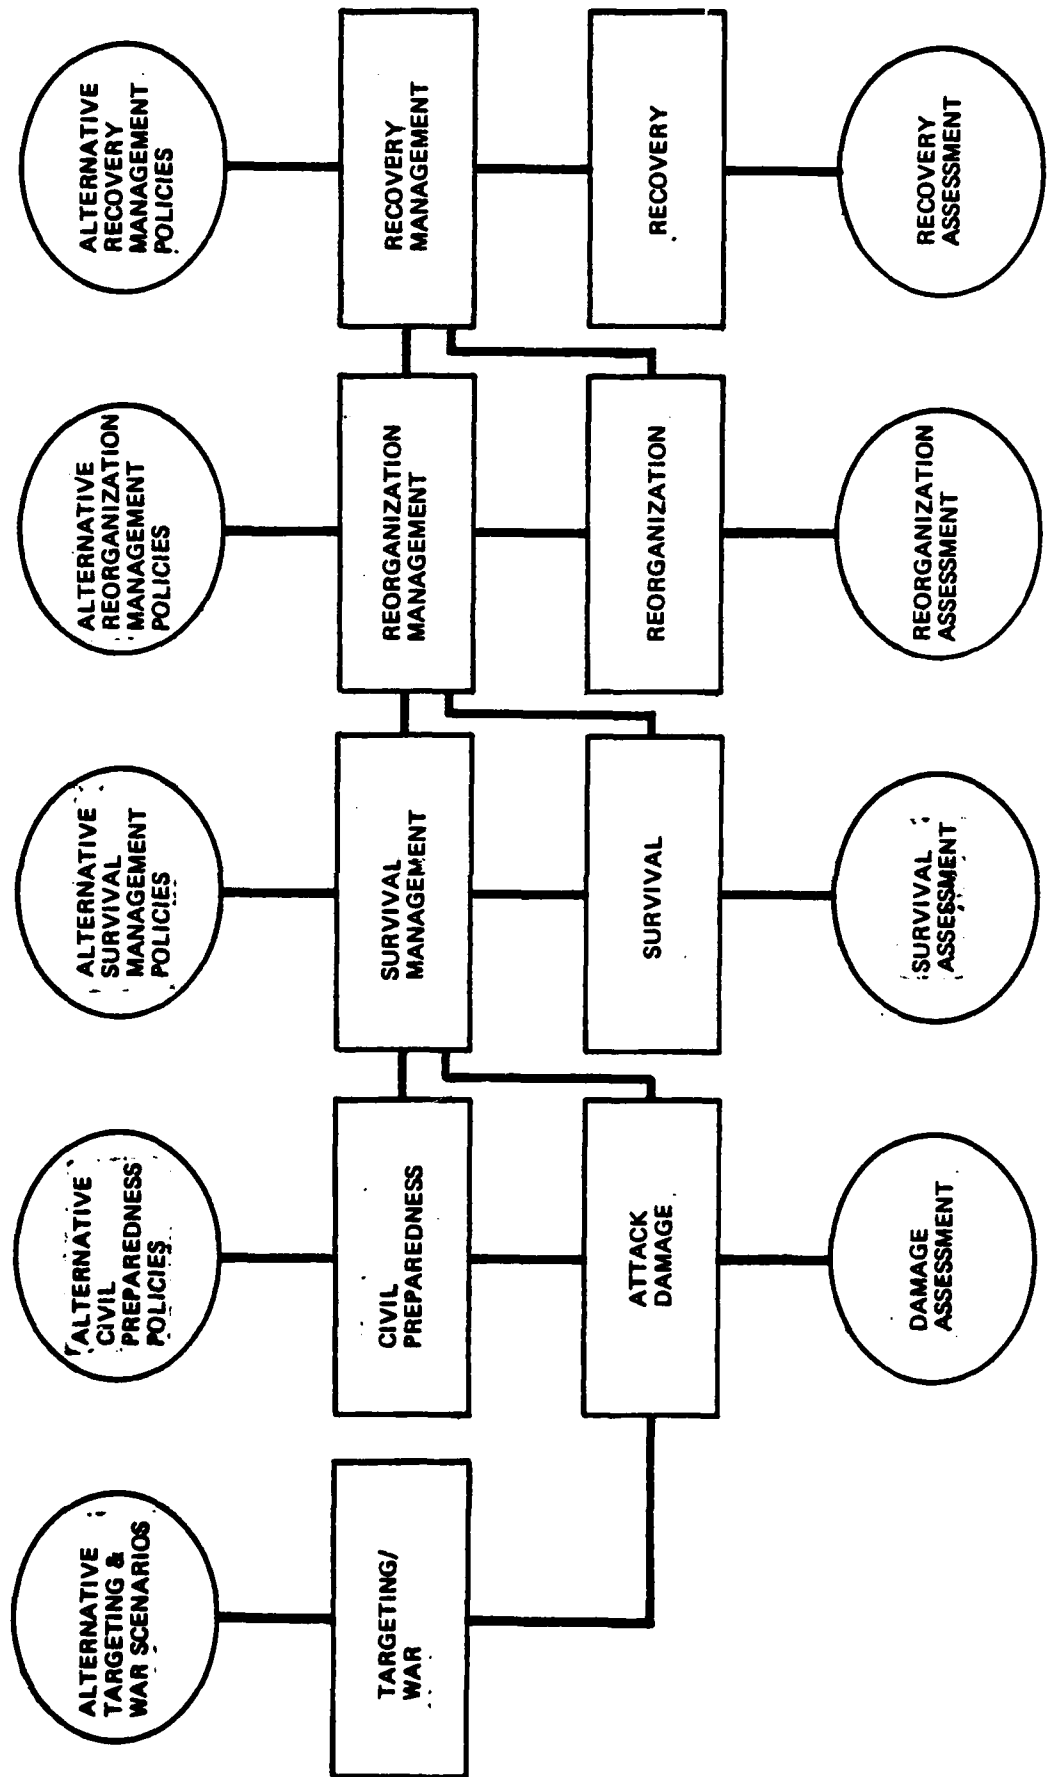 ALTERNATIVE
TARGETING &
WAR SCENARIOS
ALTERNATIVE
CIVIL
PREPAREDNESS
POLICIES
ALTERNATIVE
SURVIVAL
MANAGEMENT
POLICIES
ALTERNATIVE
REORGANIZATION
MANAGEMENT
POLICIES
ALTERNATIVE
RECOVERY
MANAGEMENT
POLICIES
TARGETING/
WAR
CIVIL
PREPAREDNESS
SURVIVAL
MANAGEMENT
REORGANIZATION
MANAGEMENT
RECOVERY
MANAGEMENT
ATTACK
DAMAGE
SURVIVAL
REORGANIZATION
RECOVERY
DAMAGE
ASSESSMENT
SURVIVAL
ASSESSMENT
REORGANIZATION
ASSESSMENT
RECOVERY
ASSESSMENT